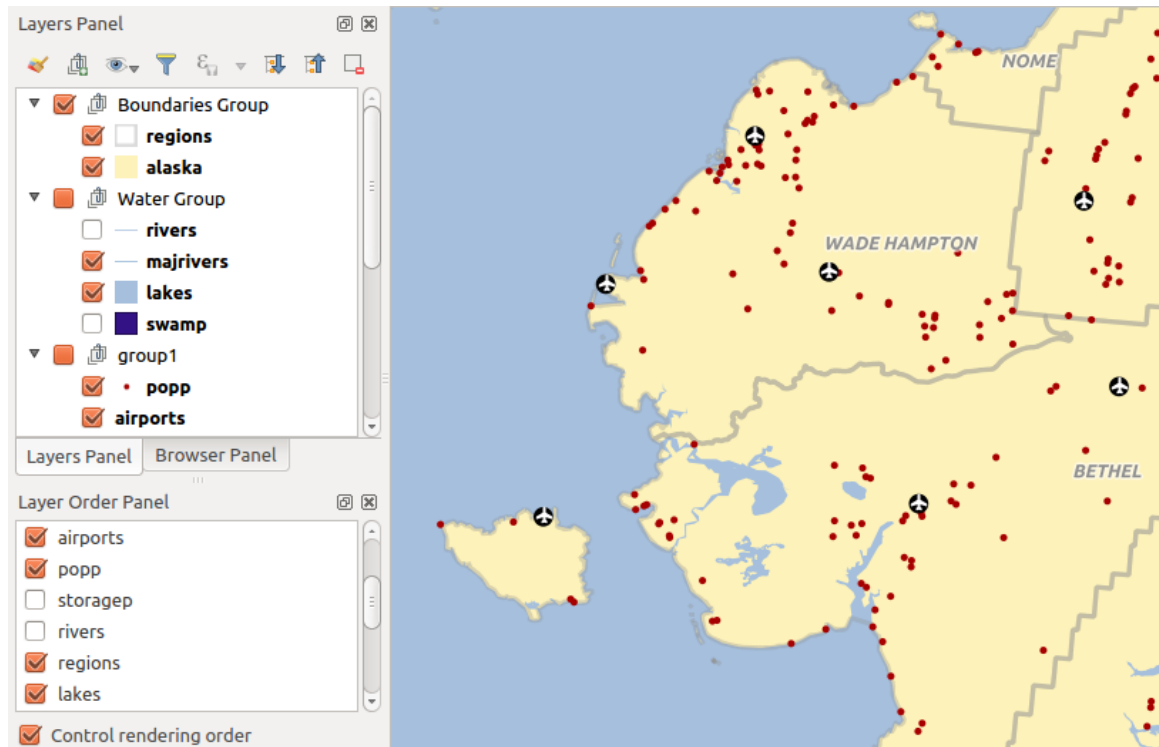 Layers Panel
Boundaries Group
regions
alaska
Water Group
rivers
majrivers
lakes
swamp
group1
popp
airports
Layers Panel
Browser Panel
Layer Order Panel
airports
popp
storagep
rivers
regions
lakes
Control rendering order
NOME
WADE HAMPTON
BETHEL